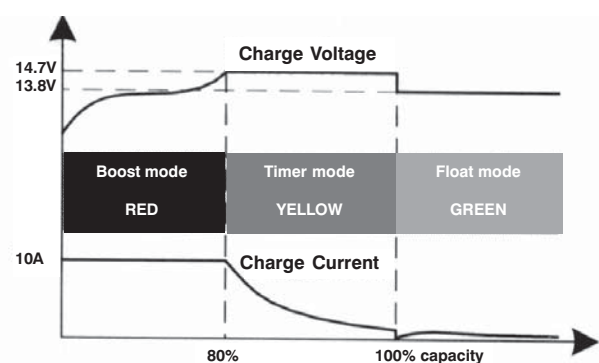 Charge Voltage
14.7V
13.8V
Boost mode
Timer mode
Float mode
RED
YELLOW
GREEN
10A
Charge Current
80%
100% capacity